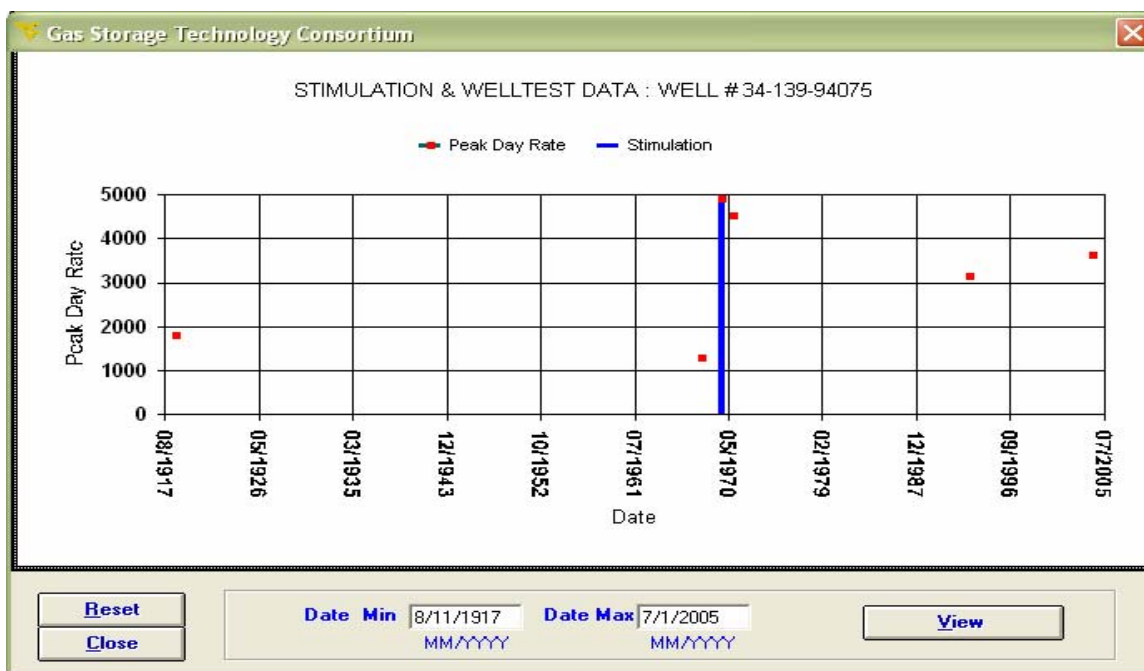 Gas Storage Technology Consortium
STIMULATION & WELLTEST DATA : WELL # 34-139-94075
Peak Day Rate Stimulation
5000
4000
3000
2000
1000
0
Peak Day Rate
08/1917 05/1926 03/1935 12/1943 10/1952 07/1961 05/1970 02/1979 12/1987 09/1996 07/2005
Date
Reset
Close
Date Min 8/11/1917 Date Max 7/1/2005
MM/YYYY MM/YYYY
View